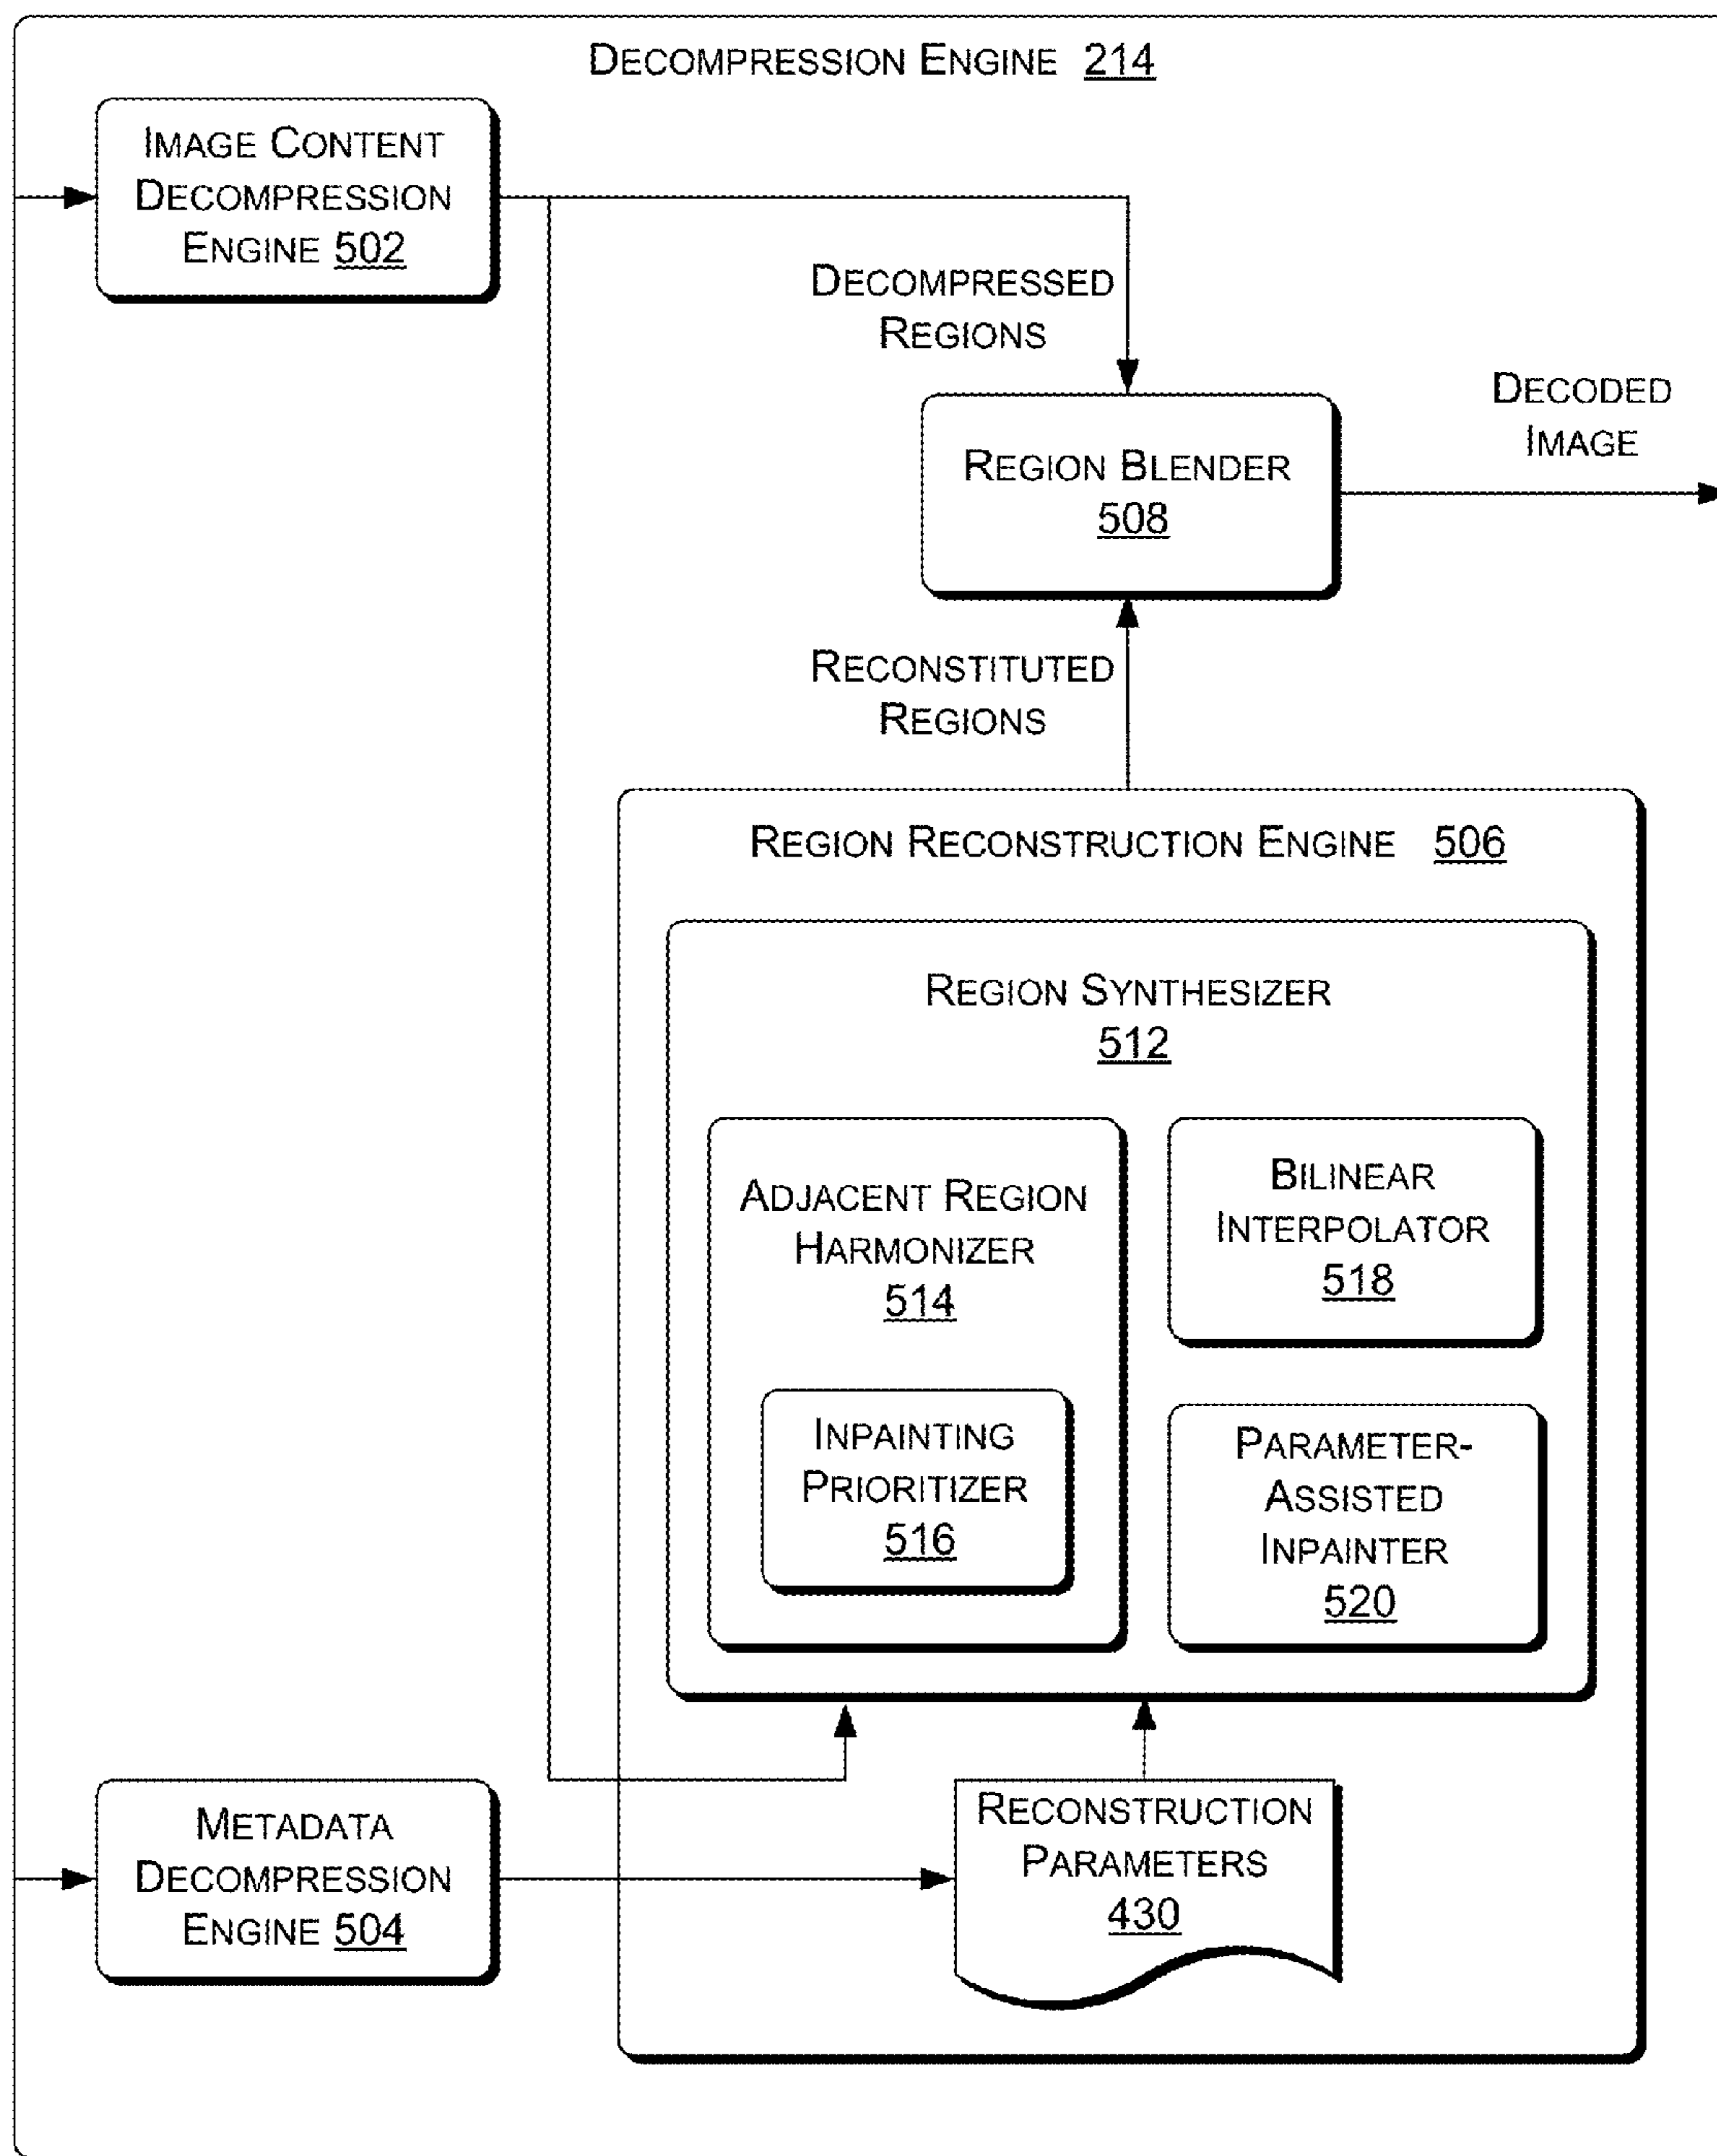 DECOMPRESSION ENGINE 214
IMAGE CONTENT
DECOMPRESSION
ENGINE 502
DECOMPRESSED
REGIONS
DECODED
IMAGE
REGION BLENDER
508
RECONSTITUTED
REGIONS
REGION RECONSTRUCTION ENGINE 506
REGION SYNTHESIZER
512
ADJACENT REGION
HARMONIZER
514
INPAINTING
PRIORITIZER
516
BILINEAR
INTERPOLATOR
518
PARAMETER-
ASSISTED
INPAINTER
520
METADATA
DECOMPRESSION
ENGINE 504
RECONSTRUCTION
PARAMETERS
430